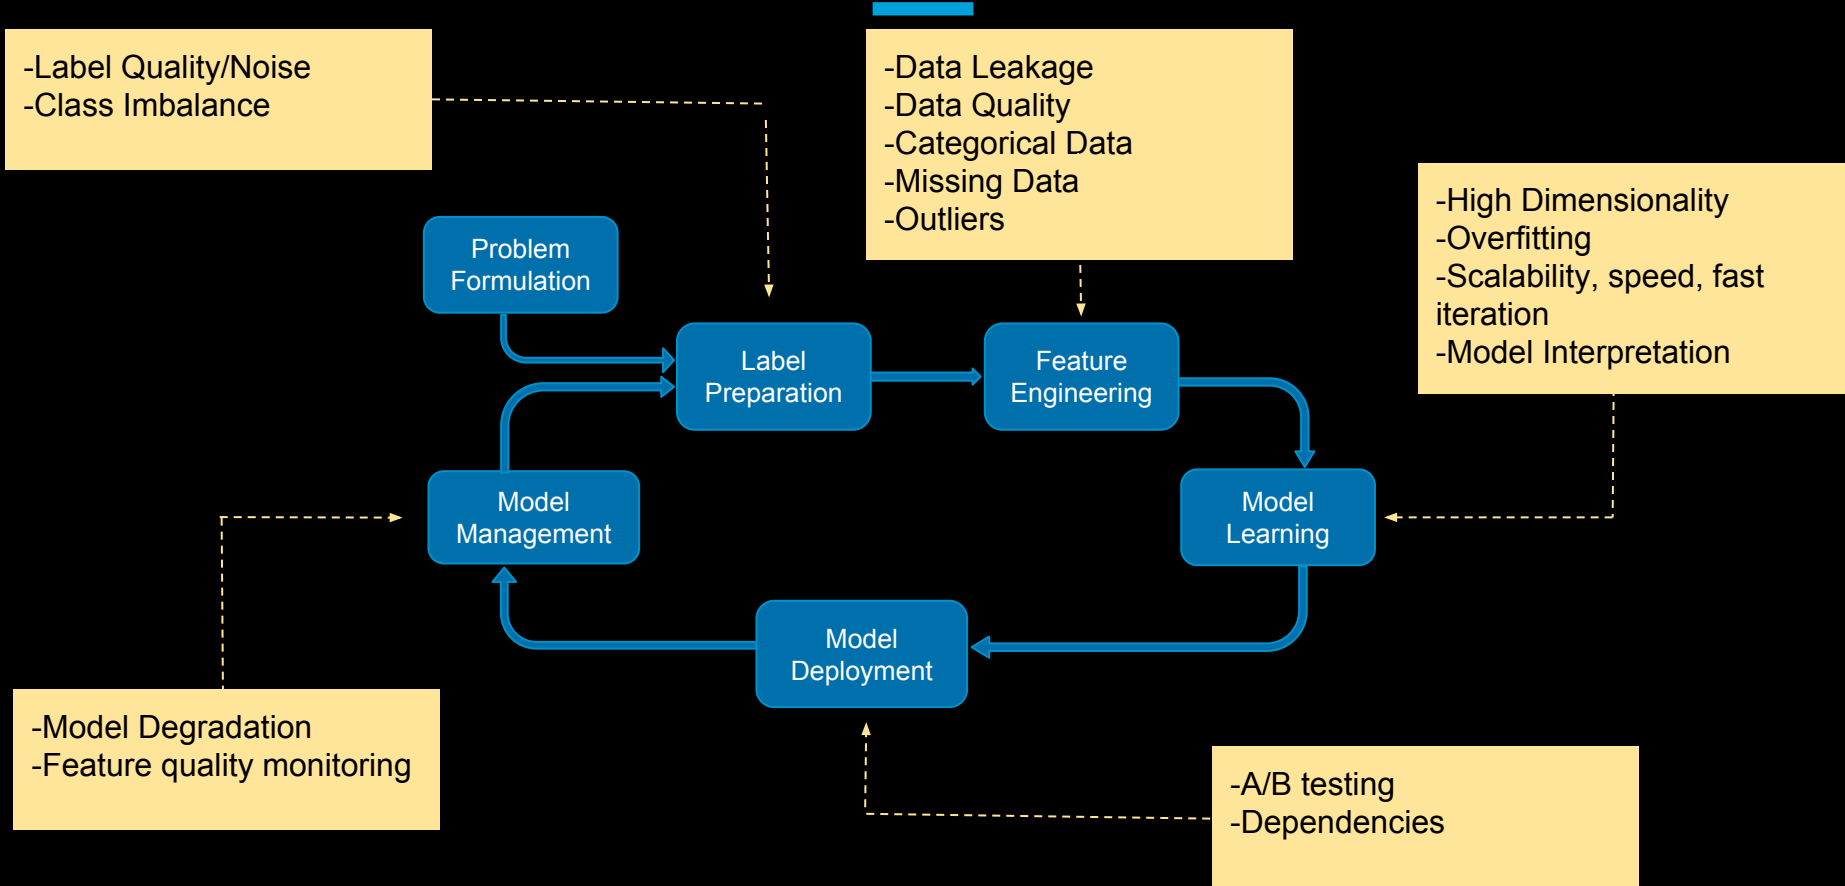 -Label Quality/Noise
-Class Imbalance
-Data Leakage
-Data Quality
-Categorical Data
-Missing Data
-Outliers
-High Dimensionality
-Overfitting
-Scalability, speed, fast
iteration
-Model Interpretation
Problem
Formulation
Label
Preparation
Feature
Engineering
Model
Management
Model
Learning
Model
Deployment
-Model Degradation
-Feature quality monitoring
-A/B testing
-Dependencies